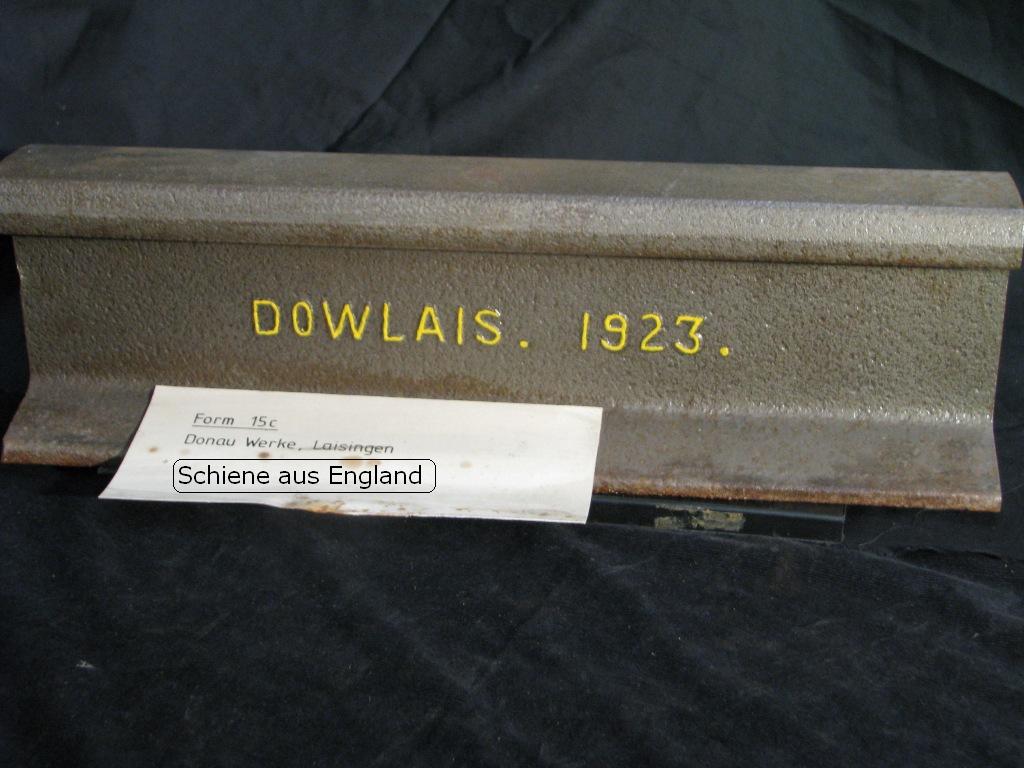 DOWLAIS. 1923.
Form 15c
Donau Werke, Laisingen
Schiene aus England